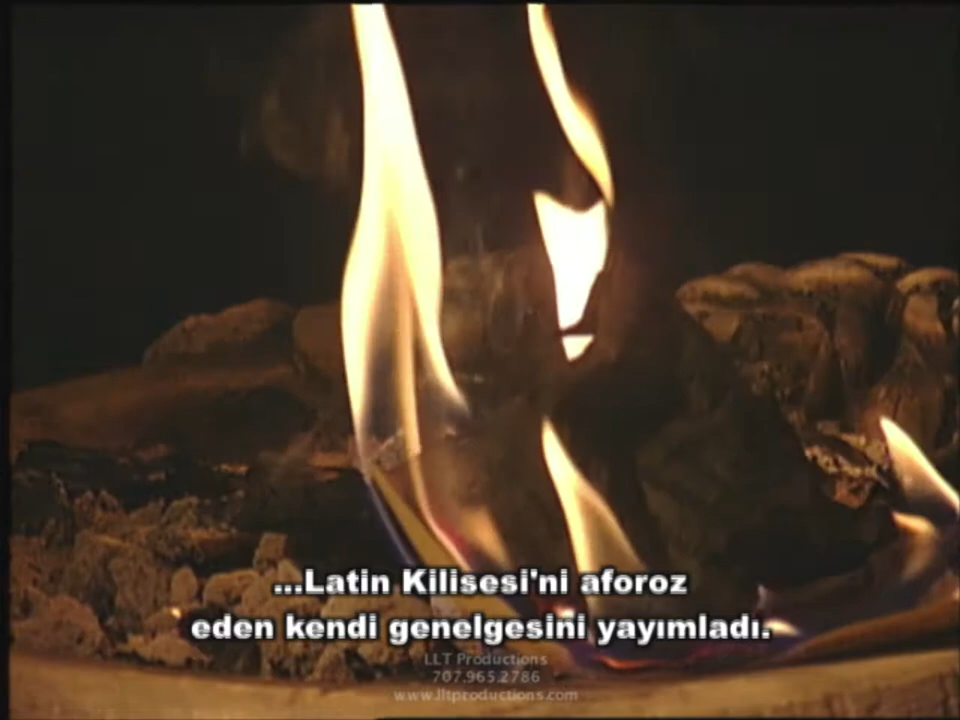 ...Latin Kilisesi'ni aforoz
eden kendi genelgesini yayımladı.
LLT Productions
707.965.2786
www.lltproductions.com